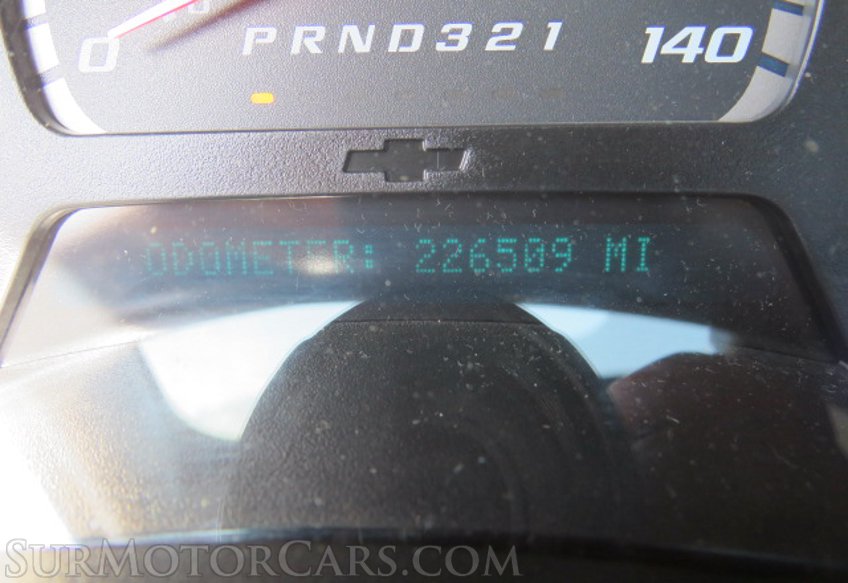 0 PRND321 140
ODOMETER: 226509 MI
SURMOTORCARS.COM